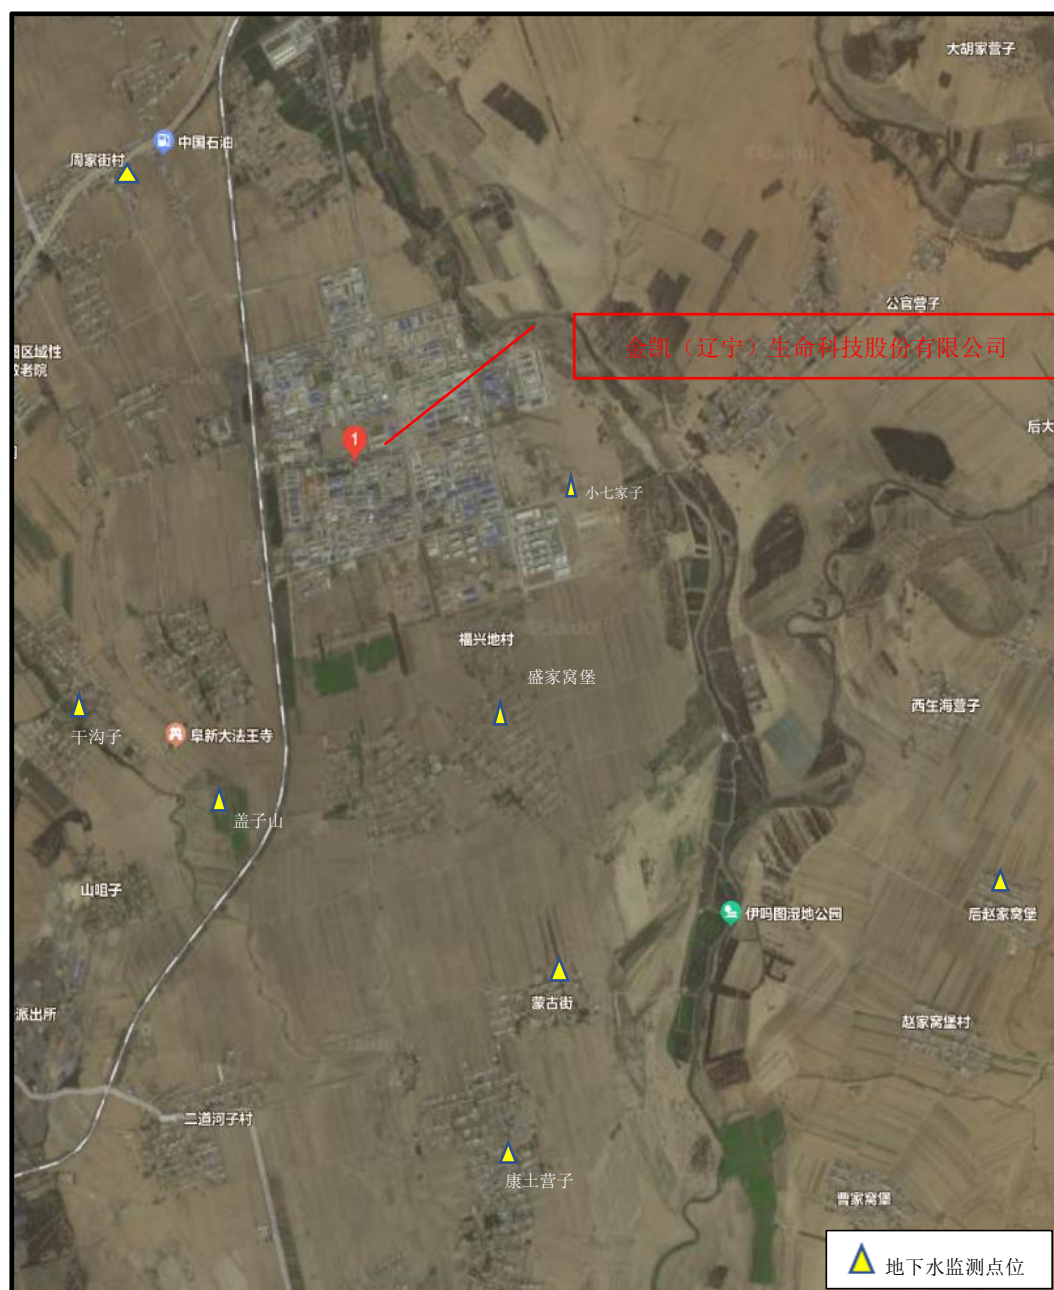 大胡家营子
中国石油
周家街村
公官营子
金凯（辽宁）生命科技股份有限公司
图区域性
敬老院
后大
1
小七家子
福兴地村
盛家窝堡
西生海营子
干沟子
阜新大法王寺
盖子山
山咀子
伊吗图湿地公园
后赵家窝堡
蒙古街
派出所
赵家窝堡村
二道河子村
康土营子
曹家窝堡
地下水监测点位